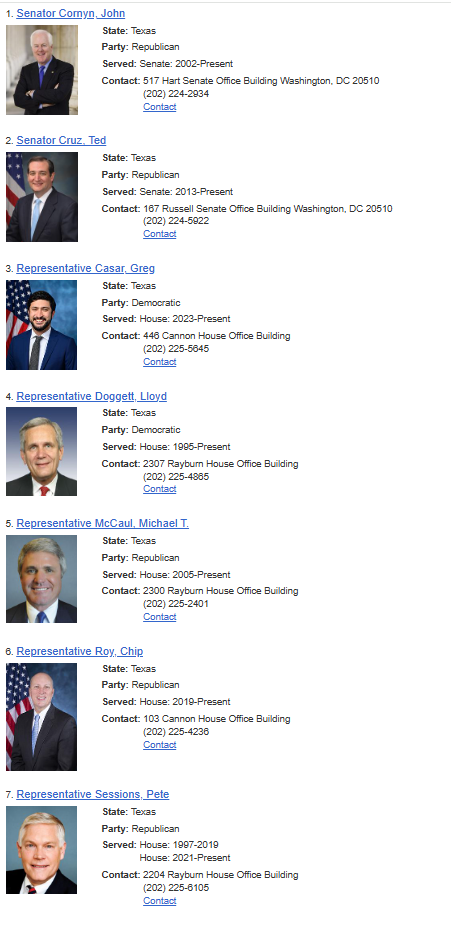 1. Senator Cornyn, John
State: Texas
Party: Republican
Served: Senate: 2002-Present
Contact: 517 Hart Senate Office Building Washington, DC 20510
(202) 224-2934
Contact
2. Senator Cruz, Ted
State: Texas
Party: Republican
Served: Senate: 2013-Present
Contact: 167 Russell Senate Office Building Washington, DC 20510
(202) 224-5922
Contact
3. Representative Casar, Greg
State: Texas
Party: Democratic
Served: House: 2023-Present
Contact: 446 Cannon House Office Building
(202) 225-5645
Contact
4. Representative Doggett, Lloyd
State: Texas
Party: Democratic
Served: House: 1995-Present
Contact: 2307 Rayburn House Office Building
(202) 225-4865
Contact
5. Representative McCaul, Michael T.
State: Texas
Party: Republican
Served: House: 2005-Present
Contact: 2300 Rayburn House Office Building
(202) 225-2401
Contact
6. Representative Roy, Chip
State: Texas
Party: Republican
Served: House: 2019-Present
Contact: 103 Cannon House Office Building
(202) 225-4236
Contact
7. Representative Sessions, Pete
State: Texas
Party: Republican
Served: House: 1997-2019
House: 2021-Present
Contact: 2204 Rayburn House Office Building
(202) 225-6105
Contact